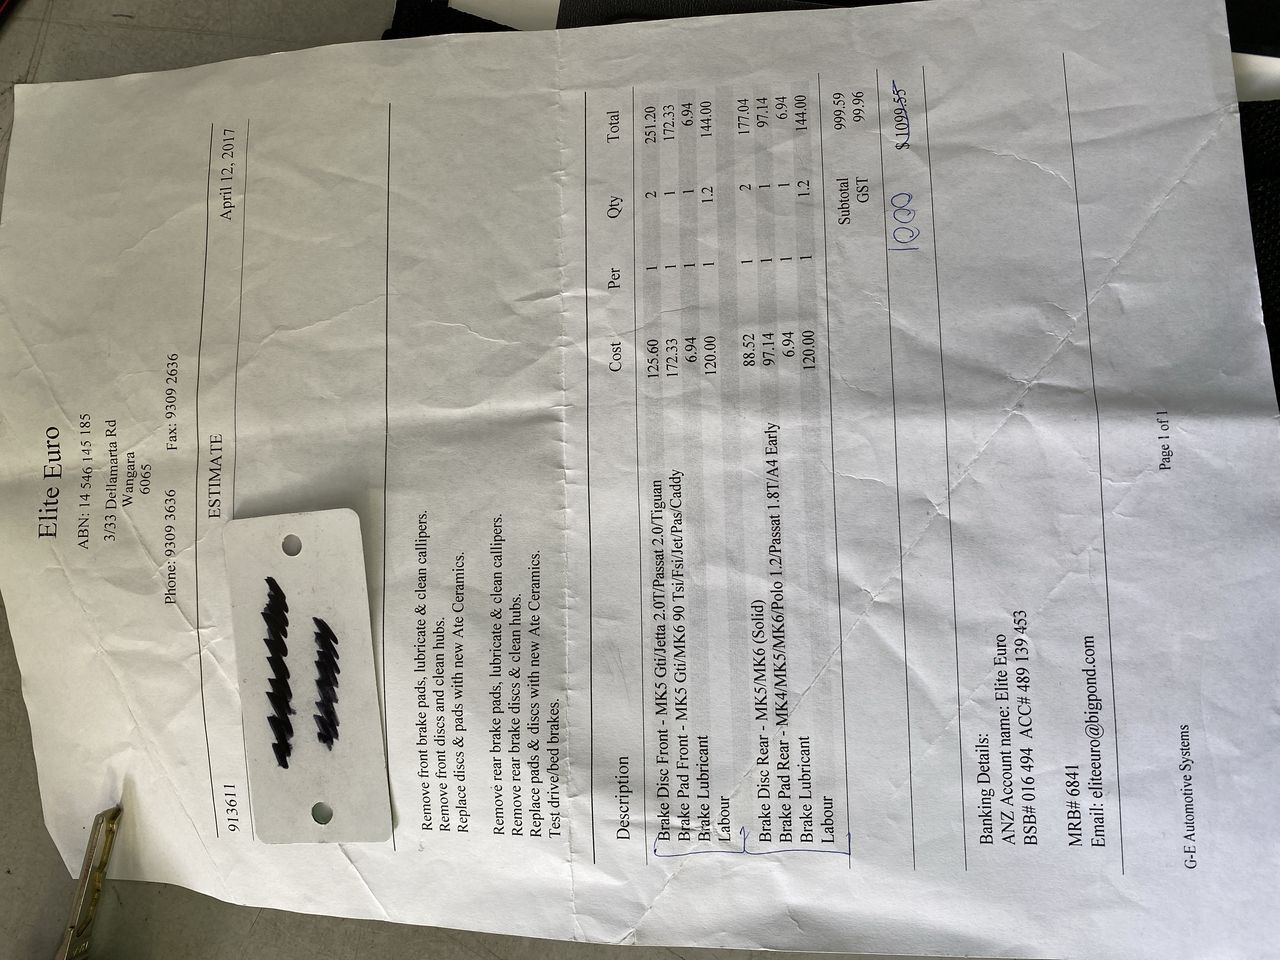 Elite Euro
ABN: 14 546 145 185
3/33 Dellamarta Rd
Wangara
6065
Phone: 9309 3636 Fax: 9309 2636
ESTIMATE
913611 April 12, 2017
Remove front brake pads, lubricate & clean callipers.
Remove front discs and clean hubs.
Replace discs & pads with new Ate Ceramics.
Remove rear brake pads, lubricate & clean callipers.
Remove rear brake discs & clean hubs.
Replace pads & discs with new Ate Ceramics.
Test drive/bed brakes.
Description Cost Per Qty Total
Brake Disc Front - MK5 Gti/Jetta 2.0T/Passat 2.0/Tiguan 125.60 1 2 251.20
Brake Pad Front - MK5 Gti/MK6 90 Tsi/Fsi/Jet/Pas/Caddy 172.33 1 1 172.33
Brake Lubricant 6.94 1 1 6.94
Labour 120.00 1 1.2 144.00
Brake Disc Rear - MK5/MK6 (Solid) 88.52 1 2 177.04
Brake Pad Rear - MK4/MK5/MK6/Polo 1.2/Passat 1.8T/A4 Early 97.14 1 1 97.14
Brake Lubricant 6.94 1 1 6.94
Labour 120.00 1 1.2 144.00
Subtotal 999.59
GST 99.96
1000 $1099.55
Banking Details:
ANZ Account name: Elite Euro
BSB# 016 494 ACC# 489 139 453
MRB# 6841
Email: eliteeuro@bigpond.com
Page 1 of 1
G-E Automotive Systems